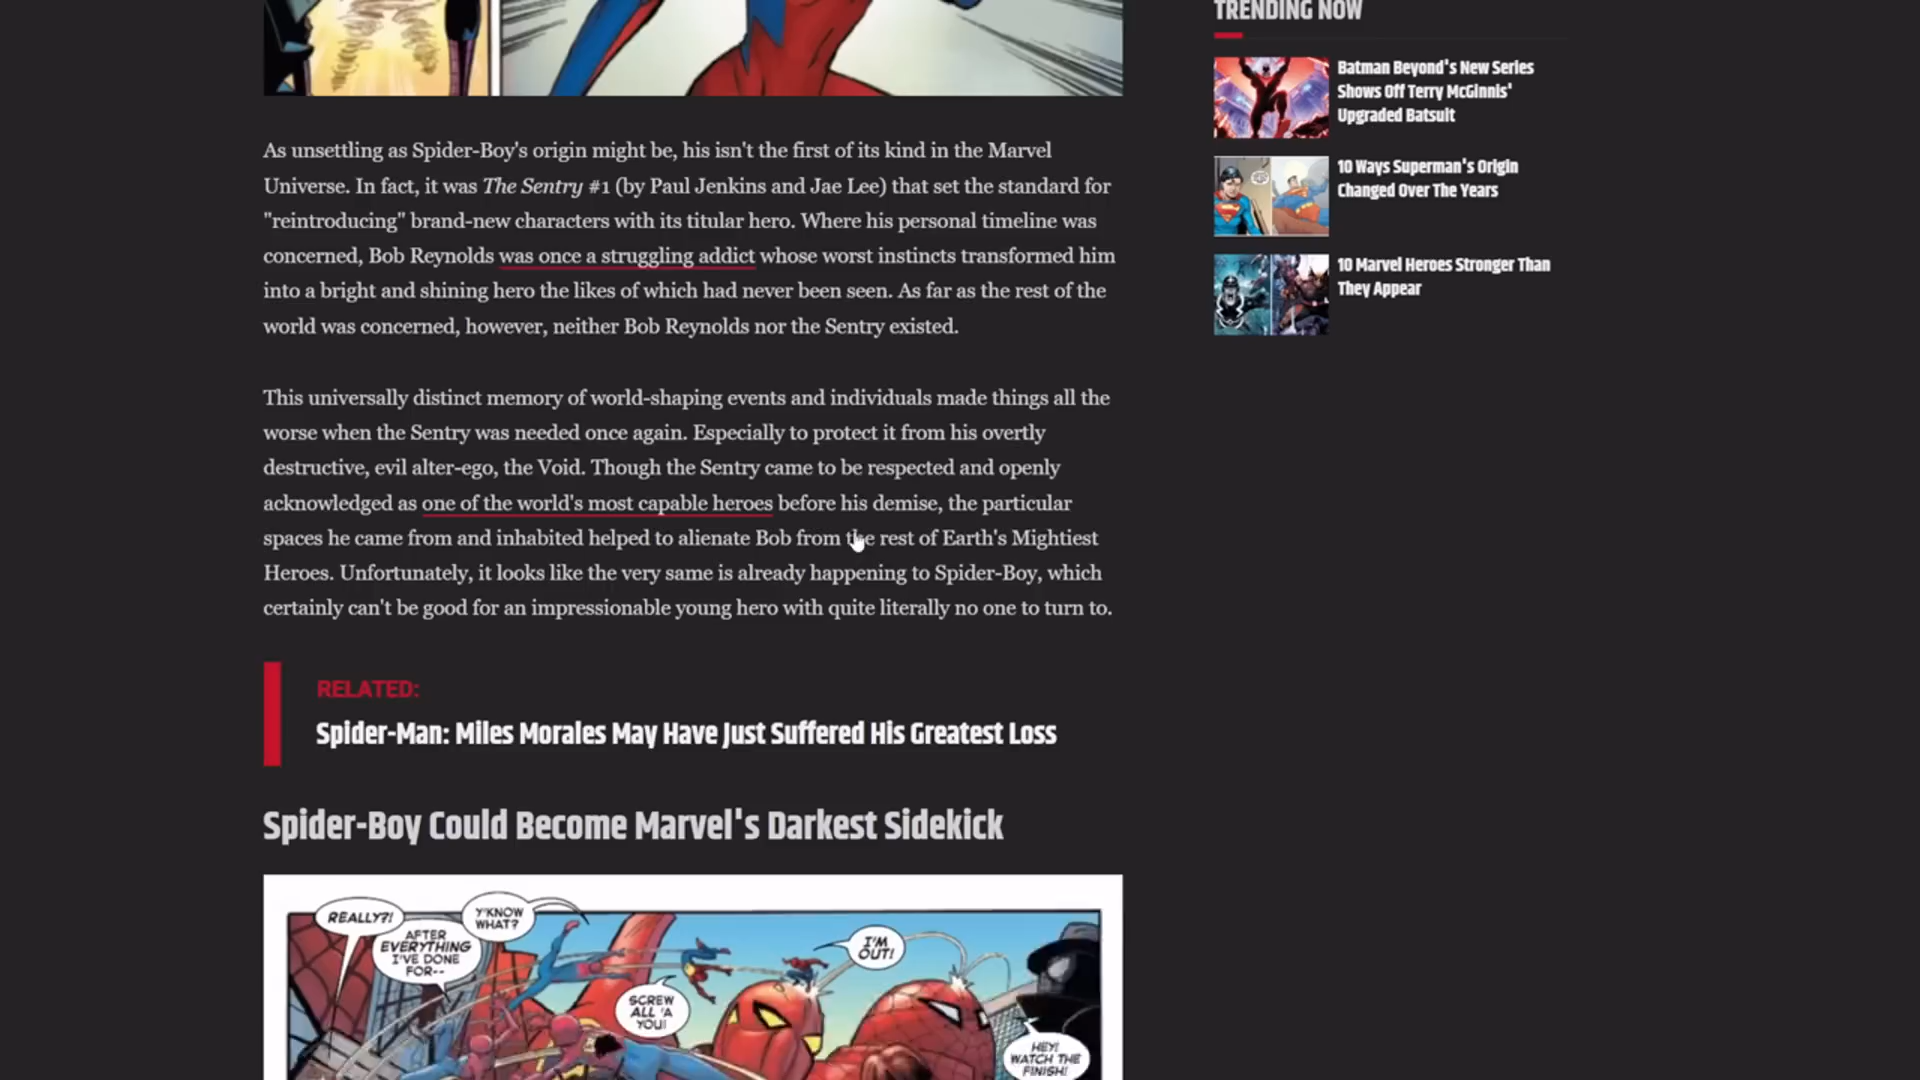 As unsettling as Spider-Boy's origin might be, his isn't the first of its kind in the Marvel
Universe. In fact, it was The Sentry #1 (by Paul Jenkins and Jae Lee) that set the standard for
"reintroducing" brand-new characters with its titular hero. Where his personal timeline was
concerned, Bob Reynolds was once a struggling addict whose worst instincts transformed him
into a bright and shining hero the likes of which had never been seen. As far as the rest of the
world was concerned, however, neither Bob Reynolds nor the Sentry existed.
This universally distinct memory of world-shaping events and individuals made things all the
worse when the Sentry was needed once again. Especially to protect it from his overtly
destructive, evil alter-ego, the Void. Though the Sentry came to be respected and openly
acknowledged as one of the world's most capable heroes before his demise, the particular
spaces he came from and inhabited helped to alienate Bob from the rest of Earth's Mightiest
Heroes. Unfortunately, it looks like the very same is already happening to Spider-Boy, which
certainly can't be good for an impressionable young hero with quite literally no one to turn to.
RELATED:
Spider-Man: Miles Morales May Have Just Suffered His Greatest Loss
Spider-Boy Could Become Marvel's Darkest Sidekick
REALLY?!
AFTER
EVERYTHING
I'VE DONE
FOR--
Y'KNOW
WHAT?
SCREW
ALL 'A
YOU!
I'M
OUT!
HEY!
WATCH THE
FINISH!
TRENDING NOW
Batman Beyond's New Series
Shows Off Terry McGinnis'
Upgraded Batsuit
10 Ways Superman's Origin
Changed Over The Years
10 Marvel Heroes Stronger Than
They Appear